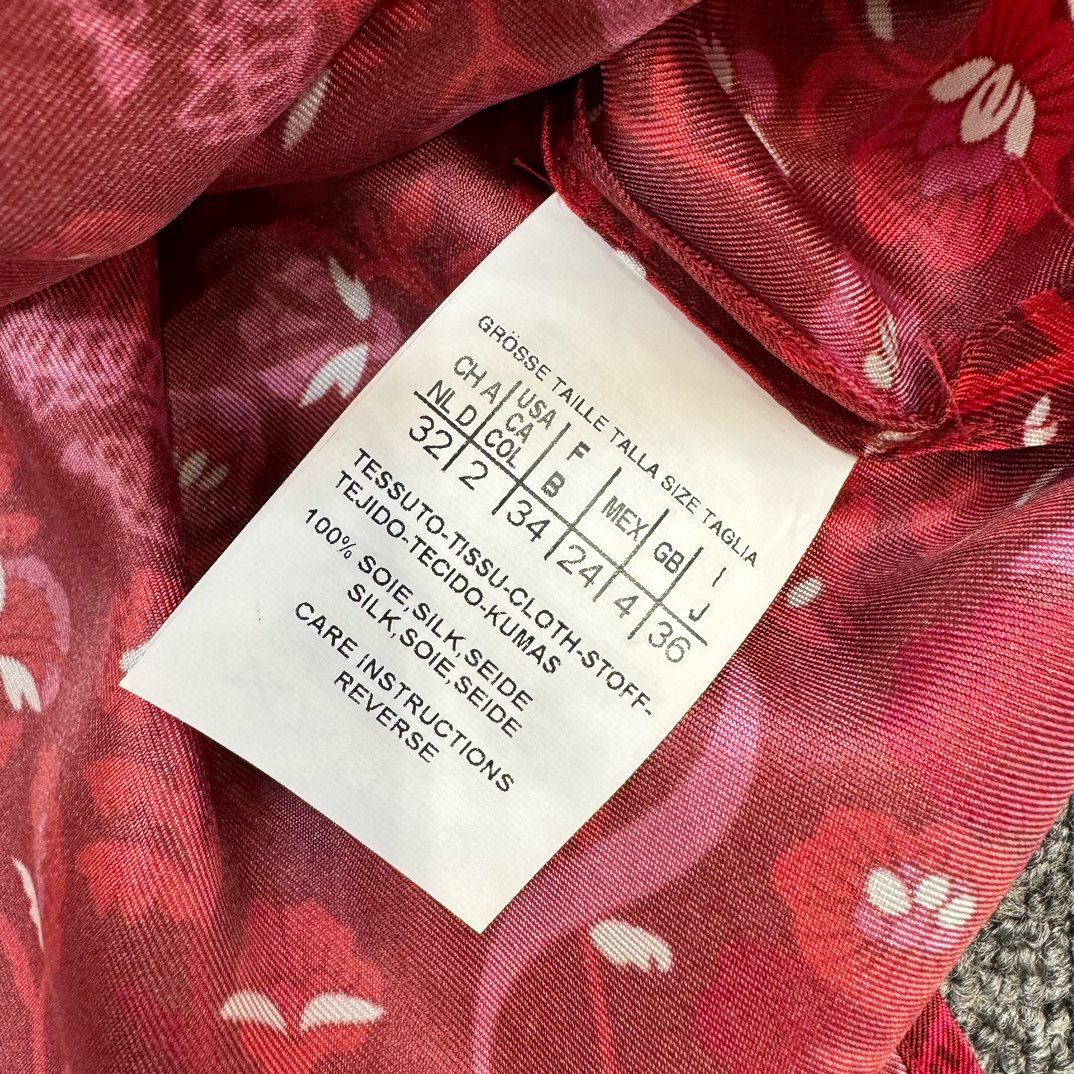 GRÖSSE TAILLE TALLA SIZE TAGLIA
CH A USA F MEX GB I
NL D CA COL B J
32 2 34 24 4 36
TESSUTO-TISSU-CLOTH-STOFF-
TEJIDO-TECIDO-KUMAS
100% SOIE,SILK,SEIDE
SILK,SOIE,SEIDE
CARE INSTRUCTIONS
REVERSE